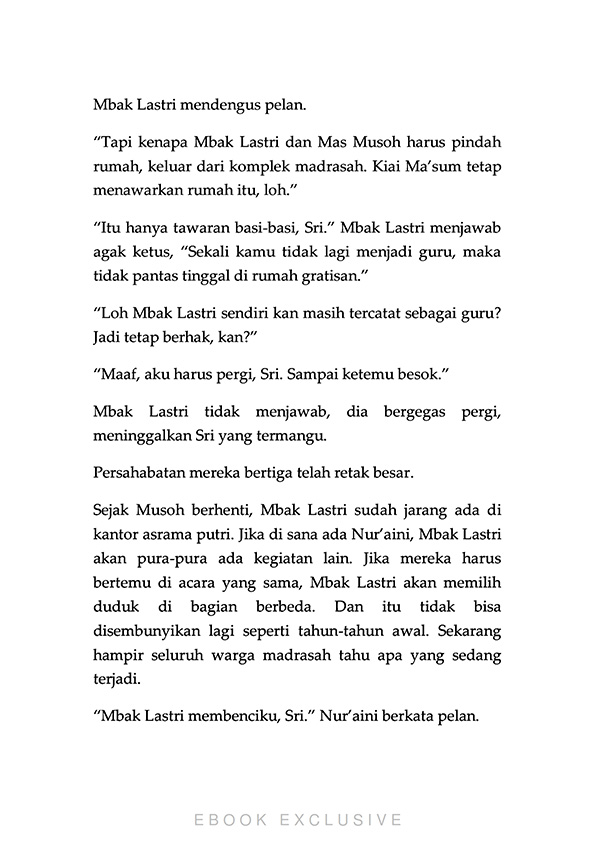 Mbak Lastri mendengus pelan.
“Tapi kenapa Mbak Lastri dan Mas Musoh harus pindah
rumah, keluar dari komplek madrasah. Kiai Ma’sum tetap
menawarkan rumah itu, loh.”
“Itu hanya tawaran basi-basi, Sri.” Mbak Lastri menjawab
agak ketus, “Sekali kamu tidak lagi menjadi guru, maka
tidak pantas tinggal di rumah gratisan.”
“Loh Mbak Lastri sendiri kan masih tercatat sebagai guru?
Jadi tetap berhak, kan?”
“Maaf, aku harus pergi, Sri. Sampai ketemu besok.”
Mbak Lastri tidak menjawab, dia bergegas pergi,
meninggalkan Sri yang termangu.
Persahabatan mereka bertiga telah retak besar.
Sejak Musoh berhenti, Mbak Lastri sudah jarang ada di
kantor asrama putri. Jika di sana ada Nur’aini, Mbak Lastri
akan pura-pura ada kegiatan lain. Jika mereka harus
bertemu di acara yang sama, Mbak Lastri akan memilih
duduk di bagian berbeda. Dan itu tidak bisa
disembunyikan lagi seperti tahun-tahun awal. Sekarang
hampir seluruh warga madrasah tahu apa yang sedang
terjadi.
“Mbak Lastri membenciku, Sri.” Nur’aini berkata pelan.
EBOOK EXCLUSIVE